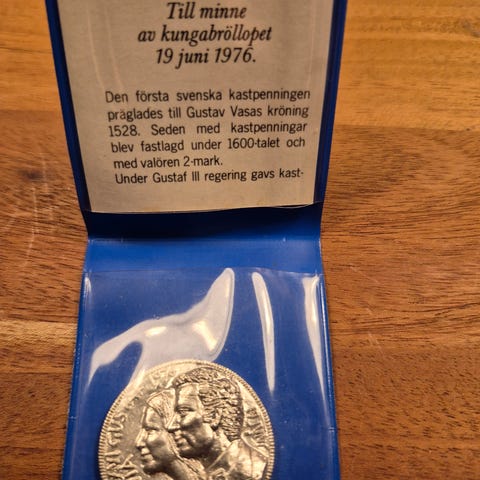 Till minne
av kungabröllopet
19 juni 1976.
Den första svenska kastpenningen
präglades till Gustav Vasas kröning
1528. Seden med kastpenningar
blev fastlagd under 1600-talet och
med valören 2-mark.
Under Gustaf III regering gavs kast-